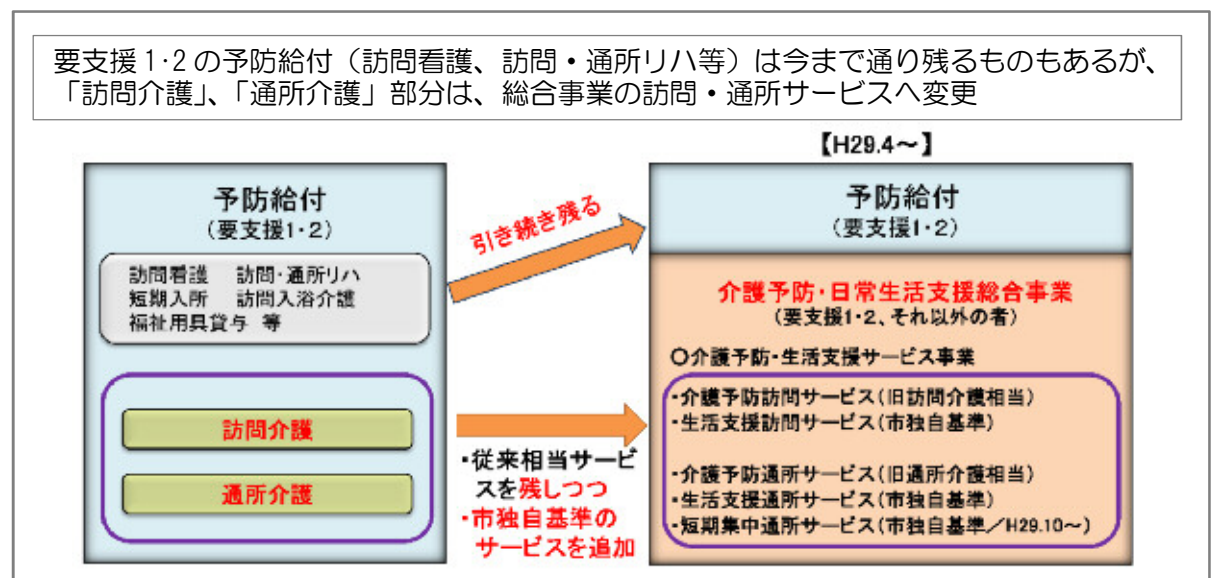 要支援1･2の予防給付（訪問看護、訪問・通所リハ等）は今まで通り残るものもあるが、
「訪問介護」、「通所介護」部分は、総合事業の訪問・通所サービスへ変更
【H29.4～】
予防給付
（要支援1・2）
訪問看護　訪問・通所リハ
短期入所　訪問入浴介護
福祉用具貸与　等
訪問介護
通所介護
引き続き残る
・従来相当サービ
スを残しつつ
・市独自基準の
サービスを追加
予防給付
（要支援1・2）
介護予防・日常生活支援総合事業
（要支援1・2、それ以外の者）
○介護予防・生活支援サービス事業
・介護予防訪問サービス（旧訪問介護相当）
・生活支援訪問サービス（市独自基準）
・介護予防通所サービス（旧通所介護相当）
・生活支援通所サービス（市独自基準）
・短期集中通所サービス（市独自基準／H29.10～）